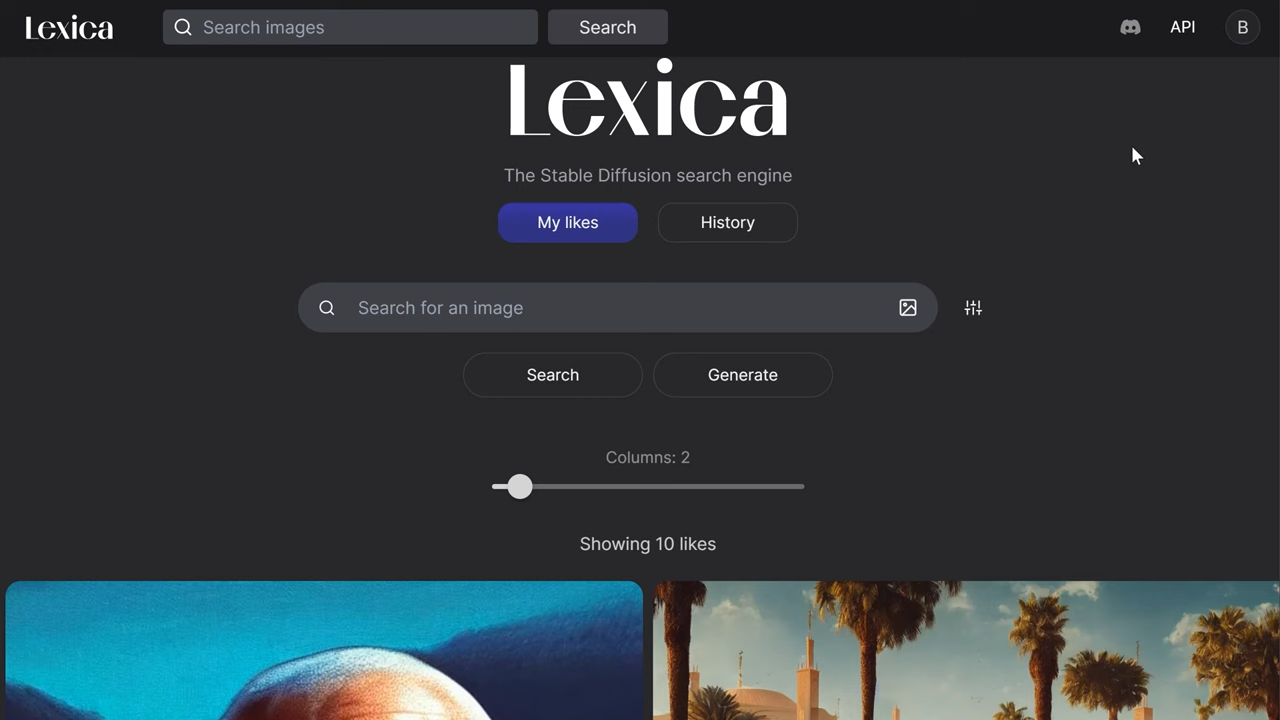 Lexica
Search images
Search
API
B
Lexica
The Stable Diffusion search engine
My likes
History
Search for an image
Search
Generate
Columns: 2
Showing 10 likes